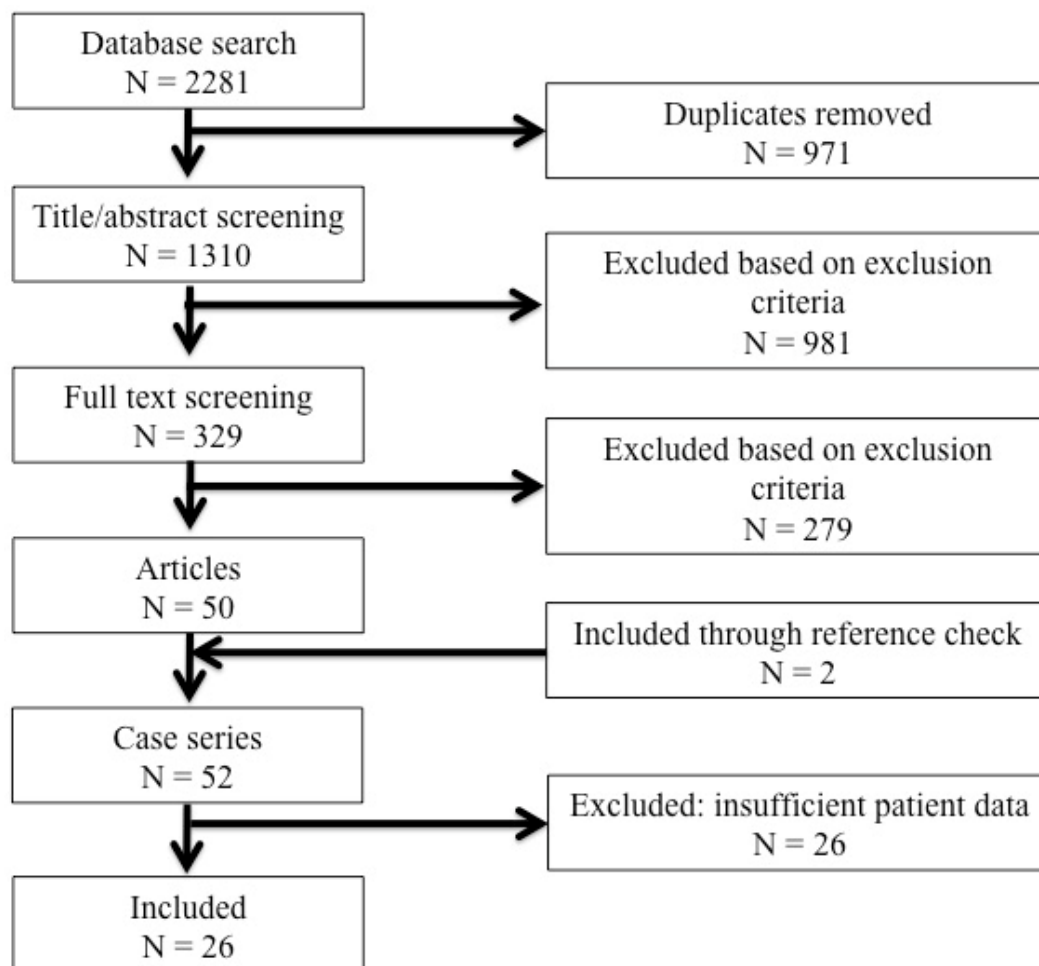 Database search
N = 2281
Duplicates removed
N = 971
Title/abstract screening
N = 1310
Excluded based on exclusion
criteria
N = 981
Full text screening
N = 329
Excluded based on exclusion
criteria
N = 279
Articles
N = 50
Included through reference check
N = 2
Case series
N = 52
Excluded: insufficient patient data
N = 26
Included
N = 26